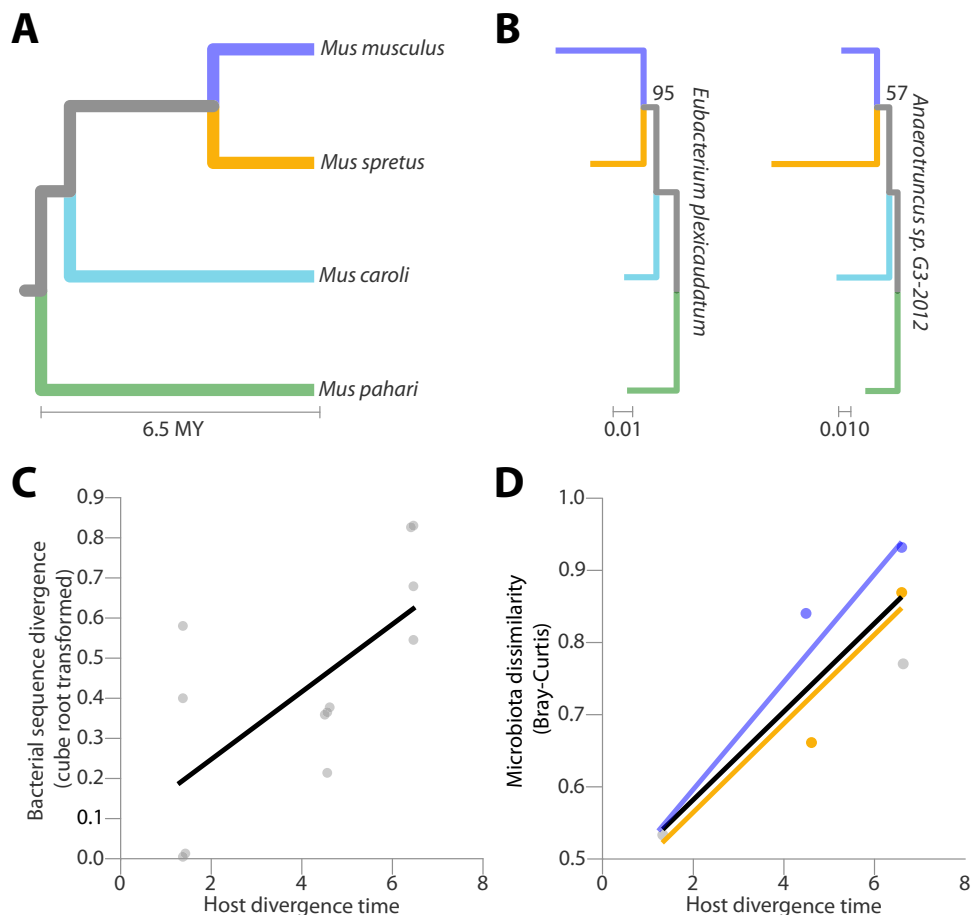 A
Mus musculus
Mus spretus
Mus caroli
Mus pahari
6.5 MY
B
95
Eubacterium plexicaudatum
0.01
57
Anaerotruncus sp. G3-2012
0.010
C
Bacterial sequence divergence
(cube root transformed)
0.9
0.8
0.7
0.6
0.5
0.4
0.3
0.2
0.1
0.0
0 2 4 6 8
Host divergence time
D
Microbiota dissimilarity
(Bray-Curtis)
1.0
0.9
0.8
0.7
0.6
0.5
0 2 4 6 8
Host divergence time